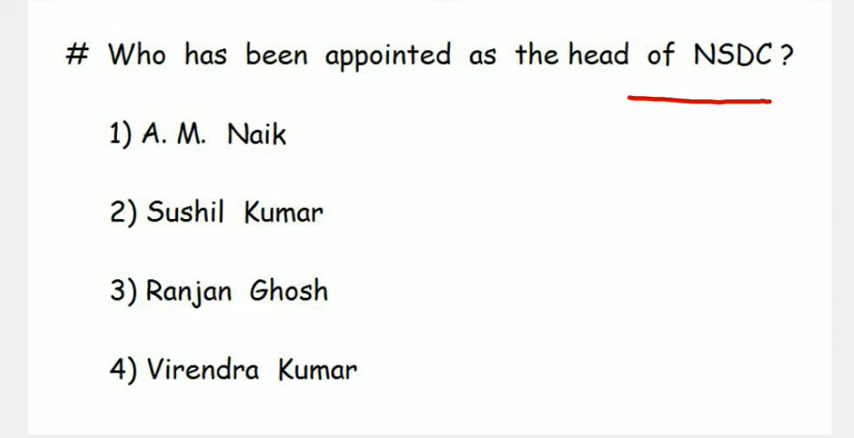 # Who has been appointed as the head of NSDC ?
1) A. M. Naik
2) Sushil Kumar
3) Ranjan Ghosh
4) Virendra Kumar